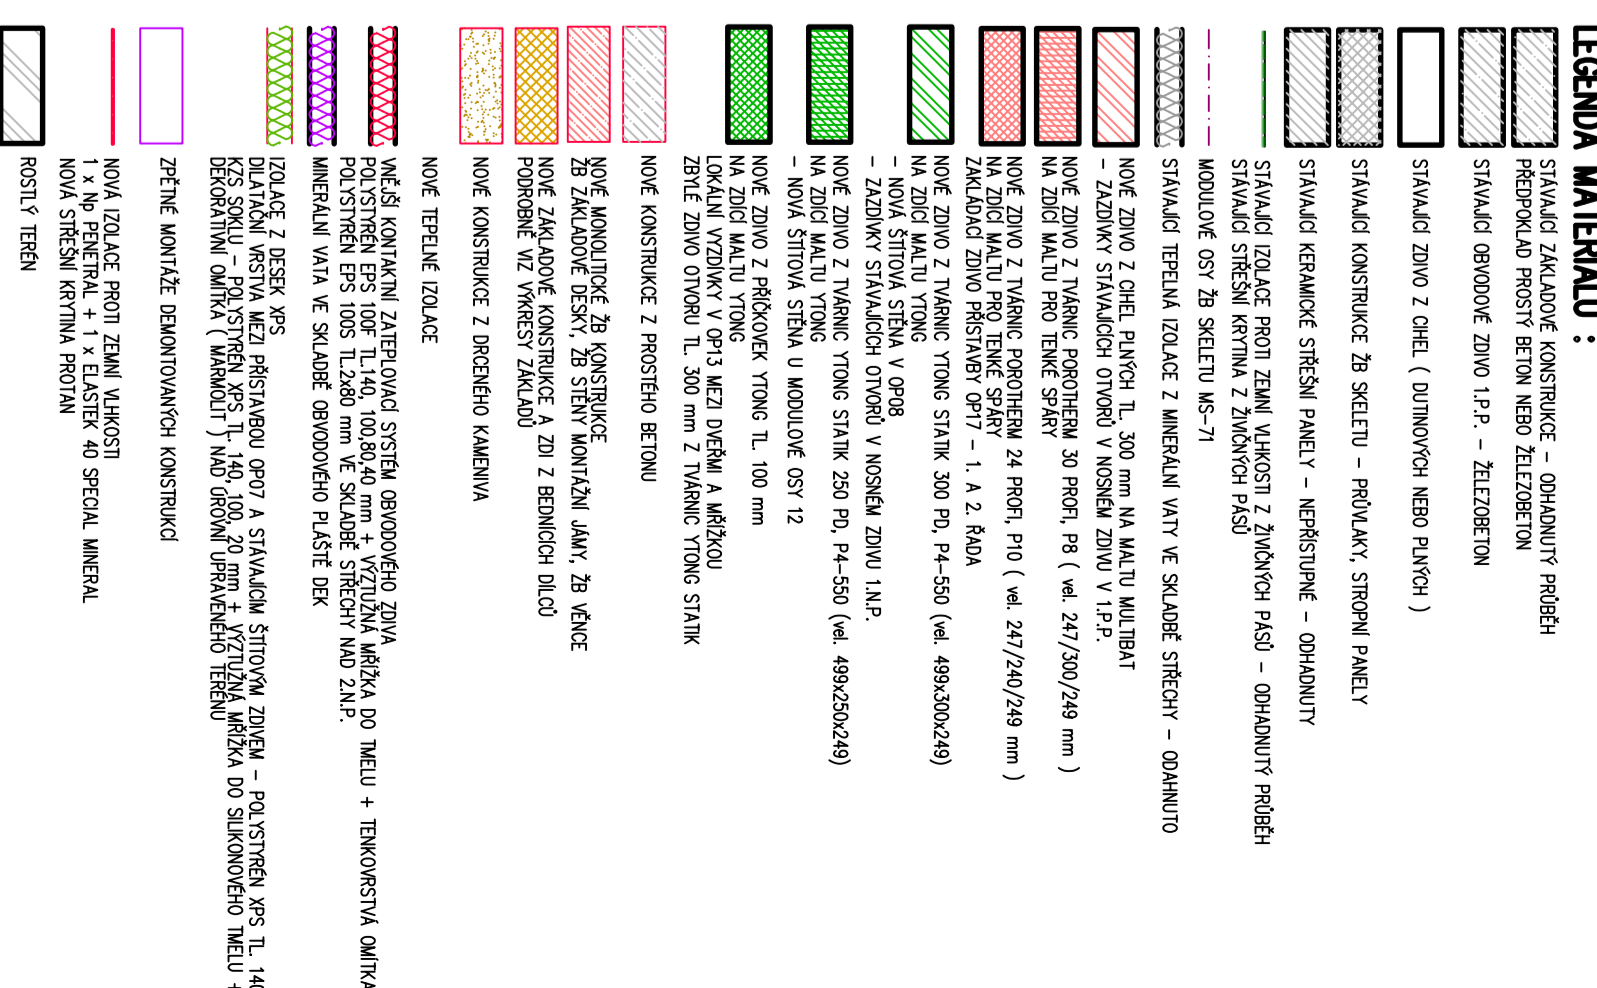 LEGENDA MATERIÁLŮ :
STÁVAJÍCÍ ZÁKLADOVÉ KONSTRUKCE – ODHADNUTÝ PRŮBĚH
PŘEDPOKLAD PROSTÝ BETON NEBO ŽELEZOBETON
STÁVAJÍCÍ OBVODOVÉ ZDIVO 1.P.P. – ŽELEZOBETON
STÁVAJÍCÍ ZDIVO Z CIHEL ( DUTINOVÝCH NEBO PLNÝCH )
STÁVAJÍCÍ KONSTRUKCE ŽB SKELETU – PRŮVLAKY, STROPNÍ PANELY
STÁVAJÍCÍ KERAMICKÉ STŘEŠNÍ PANELY – NEPŘÍSTUPNÉ – ODHADNUTY
STÁVAJÍCÍ IZOLACE PROTI ZEMNÍ VLHKOSTI Z ŽIVIČNÝCH PÁSŮ – ODHADNUTÝ PRŮBĚH
STÁVAJÍCÍ STŘEŠNÍ KRYTINA Z ŽIVIČNÝCH PÁSŮ
MODULOVÉ OSY ŽB SKELETU MS–71
STÁVAJÍCÍ TEPELNÁ IZOLACE Z MINERÁLNÍ VATY VE SKLADBĚ STŘECHY – ODAHNUTO
NOVÉ ZDIVO Z CIHEL PLNÝCH TL. 300 mm NA MALTU MULTIBAT
– ZAZDÍVKY STÁVAJÍCÍCH OTVORŮ V NOSNÉM ZDIVU V 1.P.P.
NOVÉ ZDIVO Z TVÁRNIC POROTHERM 30 PROFI, P8 ( vel. 247/300/249 mm )
NA ZDÍCÍ MALTU PRO TENKÉ SPÁRY
NOVÉ ZDIVO Z TVÁRNIC POROTHERM 24 PROFI, P10 ( vel. 247/240/249 mm )
NA ZDÍCÍ MALTU PRO TENKÉ SPÁRY
ZAKLÁDACÍ ZDIVO PŘÍSTAVBY OP17 – 1. A 2. ŘADA
NOVÉ ZDIVO Z TVÁRNIC YTONG STATIK 300 PD, P4–550 (vel. 499x300x249)
NA ZDÍCÍ MALTU YTONG
– NOVÁ ŠTÍTOVÁ STĚNA V OP08
– ZAZDÍVKY STÁVAJÍCÍCH OTVORŮ V NOSNÉM ZDIVU 1.N.P.
NOVÉ ZDIVO Z TVÁRNIC YTONG STATIK 250 PD, P4–550 (vel. 499x250x249)
NA ZDÍCÍ MALTU YTONG
– NOVÁ ŠTÍTOVÁ STĚNA U MODULOVÉ OSY 12
NOVÉ ZDIVO Z PŘÍČKOVEK YTONG TL. 100 mm
NA ZDÍCÍ MALTU YTONG
LOKÁLNÍ VYZDÍVKY V OP13 MEZI DVEŘMI A MŘÍŽKOU
ZBYLÉ ZDIVO OTVORU TL. 300 mm Z TVÁRNIC YTONG STATIK
NOVÉ KONSTRUKCE Z PROSTÉHO BETONU
NOVÉ MONOLITICKÉ ŽB KONSTRUKCE
ŽB ZÁKLADOVÉ DESKY, ŽB STĚNY MONTÁŽNÍ JÁMY, ŽB VĚNCE
NOVÉ ZÁKLADOVÉ KONSTRUKCE A ZDI Z BEDNÍCÍCH DÍLCŮ
PODROBNĚ VIZ VÝKRESY ZÁKLADŮ
NOVÉ KONSTRUKCE Z DRCENÉHO KAMENIVA
NOVÉ TEPELNÉ IZOLACE
VNĚJŠÍ KONTAKTNÍ ZATEPLOVACÍ SYSTÉM OBVODOVÉHO ZDIVA
POLYSTYRÉN EPS 100F TL.140, 100,80,40 mm + VÝZTUŽNÁ MŘÍŽKA DO TMELU + TENKOVRSTVÁ OMÍTKA
POLYSTYRÉN EPS 100S TL.2x80 mm VE SKLADBĚ STŘECHY NAD 2.N.P.
MINERÁLNÍ VATA VE SKLADBĚ OBVODOVÉHO PLÁŠTĚ DEK
IZOLACE Z DESEK XPS
DILATAČNÍ VRSTVA MEZI PŘÍSTAVBOU OP07 A STÁVAJÍCÍM ŠTÍTOVÝM ZDIVEM – POLYSTYRÉN XPS TL. 140
KZS SOKLU – POLYSTYRÉN XPS TL. 140, 100, 20 mm + VÝZTUŽNÁ MŘÍŽKA DO SILIKONOVÉHO TMELU +
DEKORATIVNÍ OMÍTKA ( MARMOLIT ) NAD ÚROVNÍ UPRAVENÉHO TERÉNU
ZPĚTNÉ MONTÁŽE DEMONTOVANÝCH KONSTRUKCÍ
NOVÁ IZOLACE PROTI ZEMNÍ VLHKOSTI
1 x Np PENETRAL + 1 x ELASTEK 40 SPECIAL MINERAL
NOVÁ STŘEŠNÍ KRYTINA PROTAN
ROSTLÝ TERÉN